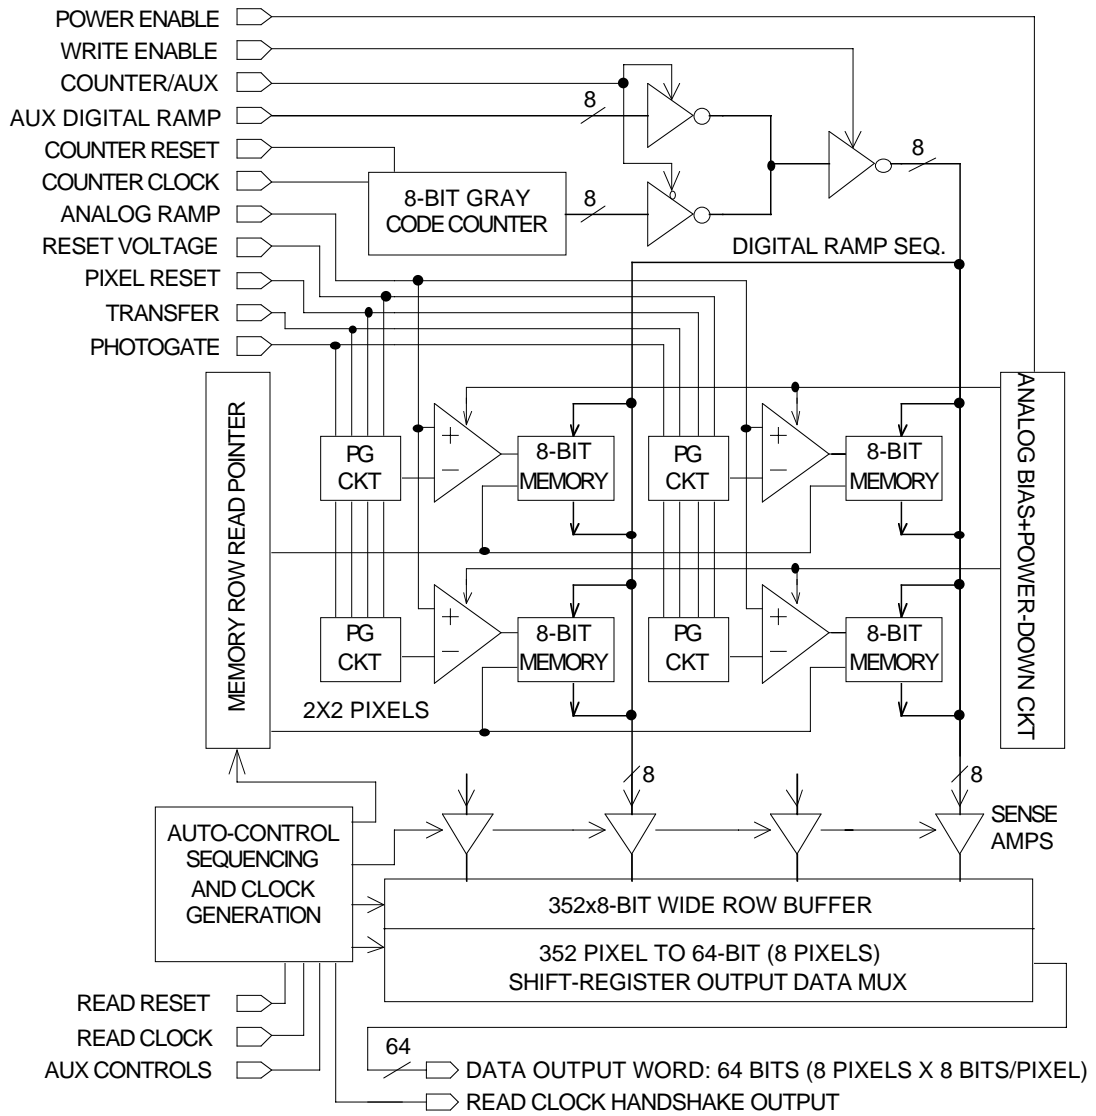 POWER ENABLE
WRITE ENABLE
COUNTER/AUX
AUX DIGITAL RAMP
COUNTER RESET
COUNTER CLOCK
ANALOG RAMP
RESET VOLTAGE
PIXEL RESET
TRANSFER
PHOTOGATE
8
8
8
8-BIT GRAY
CODE COUNTER
DIGITAL RAMP SEQ.
MEMORY ROW READ POINTER
ANALOG BIAS+POWER-DOWN CKT
PG
CKT
+
−
8-BIT
MEMORY
PG
CKT
+
−
8-BIT
MEMORY
PG
CKT
+
−
8-BIT
MEMORY
PG
CKT
+
−
8-BIT
MEMORY
2X2 PIXELS
8
8
SENSE
AMPS
AUTO-CONTROL
SEQUENCING
AND CLOCK
GENERATION
352x8-BIT WIDE ROW BUFFER
352 PIXEL TO 64-BIT (8 PIXELS)
SHIFT-REGISTER OUTPUT DATA MUX
READ RESET
READ CLOCK
AUX CONTROLS
64
DATA OUTPUT WORD: 64 BITS (8 PIXELS X 8 BITS/PIXEL)
READ CLOCK HANDSHAKE OUTPUT